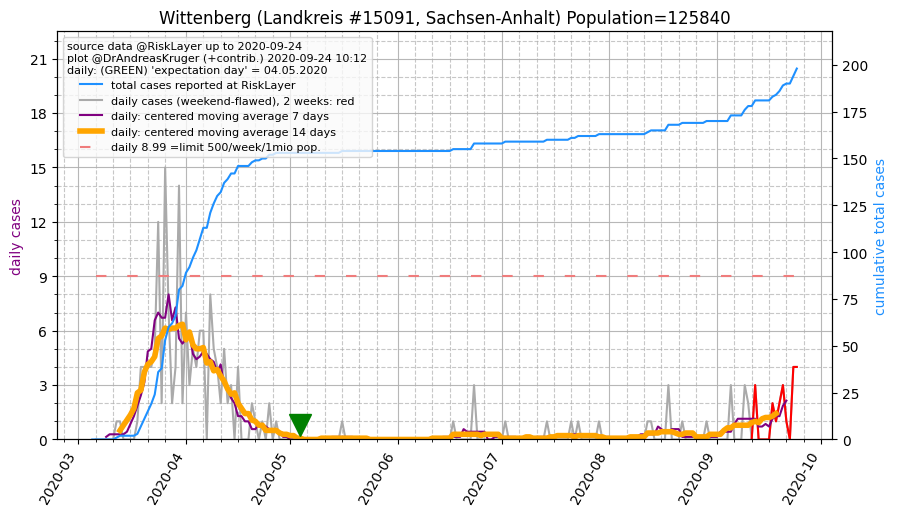 Wittenberg (Landkreis #15091, Sachsen-Anhalt) Population=125840
source data @RiskLayer up to 2020-09-24
plot @DrAndreasKruger (+contrib.) 2020-09-24 10:12
daily: (GREEN) 'expectation day' = 04.05.2020
total cases reported at RiskLayer
daily cases (weekend-flawed), 2 weeks: red
daily: centered moving average 7 days
daily: centered moving average 14 days
daily 8.99 =limit 500/week/1mio pop.
daily cases
21
18
15
12
9
6
3
0
cumulative total cases
200
175
150
125
100
75
50
25
0
2020-03
2020-04
2020-05
2020-06
2020-07
2020-08
2020-09
2020-10